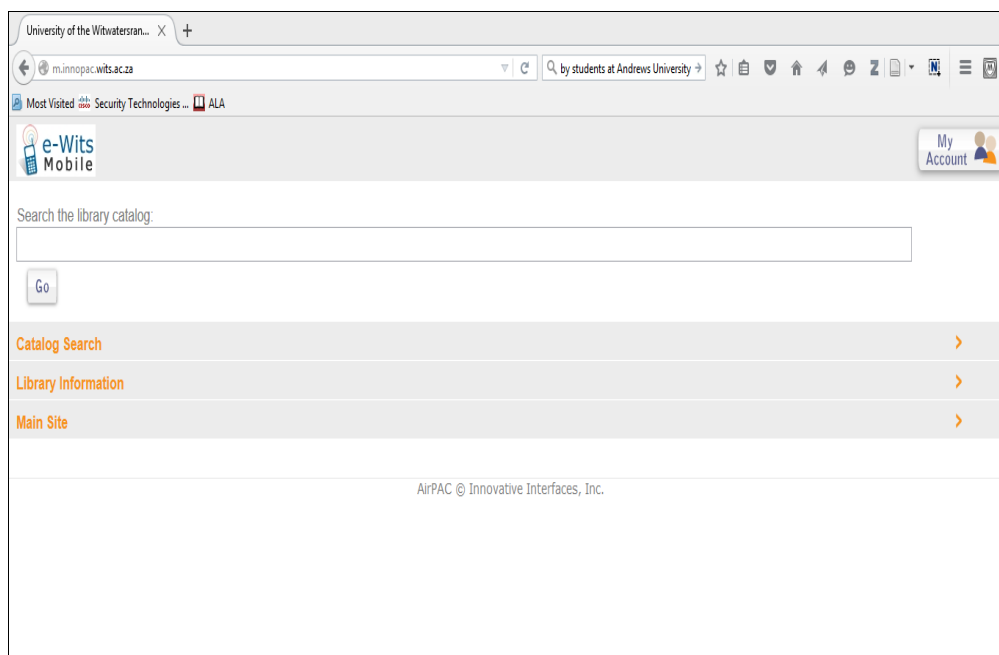 University of the Witwatersran...
m.innopac.wits.ac.za
by students at Andrews University
Most Visited Security Technologies ... ALA
e-Wits
Mobile
My
Account
Search the library catalog:
Go
Catalog Search
Library Information
Main Site
AirPAC © Innovative Interfaces, Inc.